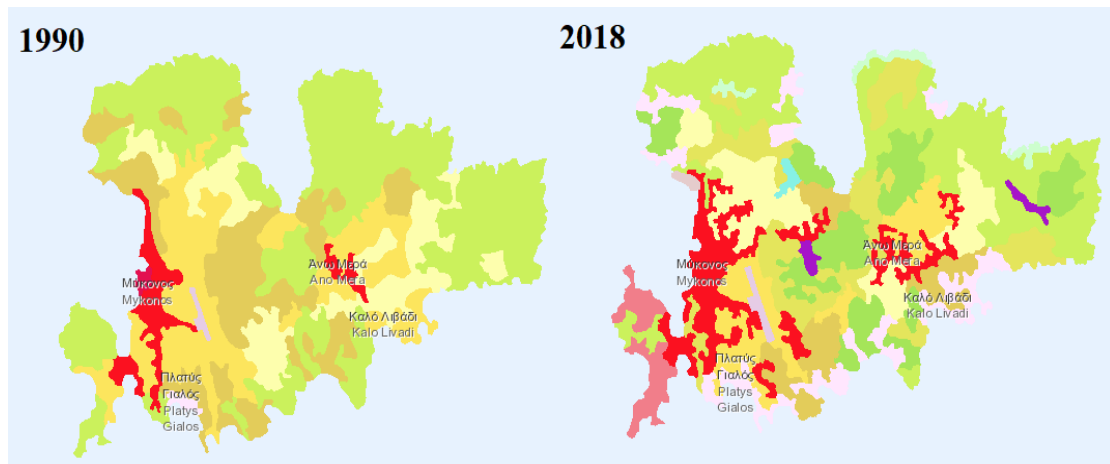 1990
Μύκονος
Mykonos
Άνω Μερά
Ano Mera
Καλό Λιβάδι
Kalo Livadi
Πλατύς
Γιαλός
Platys
Gialos
2018
Μύκονος
Mykonos
Άνω Μερά
Ano Mera
Καλό Λιβάδι
Kalo Livadi
Πλατύς
Γιαλός
Platys
Gialos